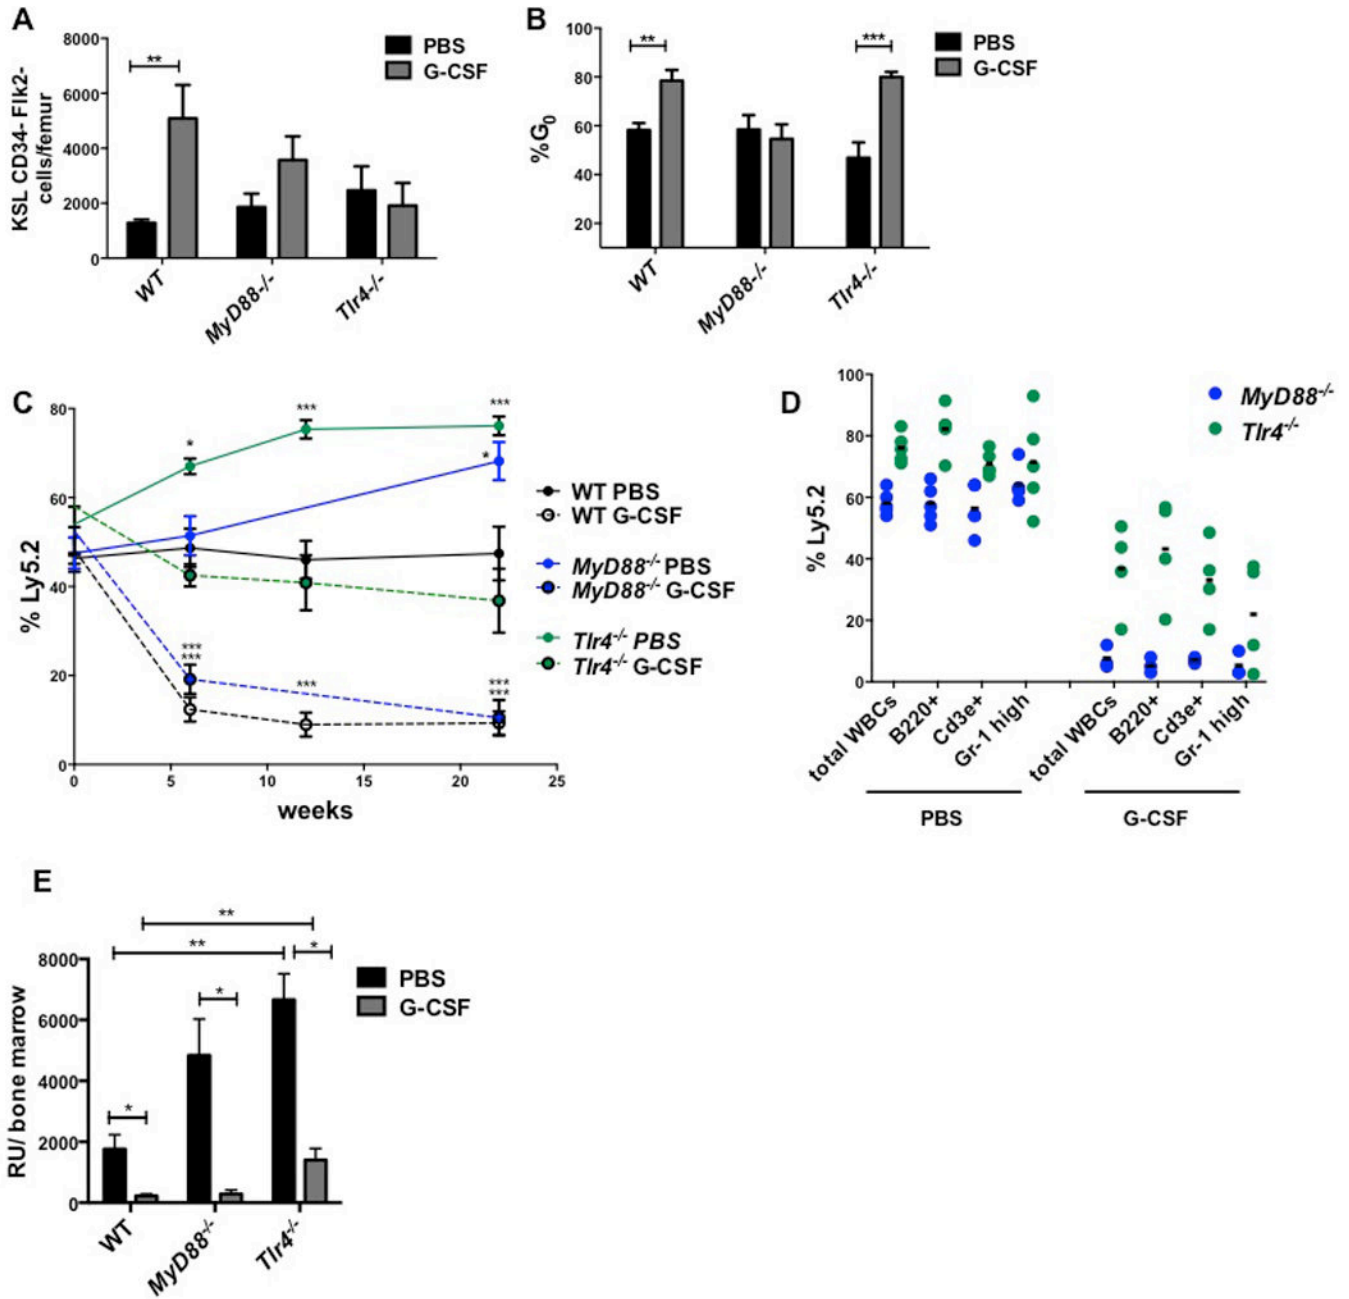 A
8000
6000
4000
2000
0
KSL CD34- Flk2-
cells/femur
**
PBS
G-CSF
WT
MyD88-/-
Tlr4-/-
B
100
80
60
40
20
%G0
**
***
PBS
G-CSF
WT
MyD88-/-
Tlr4-/-
C
80
60
40
20
0
% Ly5.2
*
***
***
*
***
***
***
***
***
0
5
10
15
20
25
weeks
WT PBS
WT G-CSF
MyD88-/- PBS
MyD88-/- G-CSF
Tlr4-/- PBS
Tlr4-/- G-CSF
D
100
80
60
40
20
0
% Ly5.2
MyD88-/-
Tlr4-/-
total WBCs
B220+
Cd3e+
Gr-1 high
total WBCs
B220+
Cd3e+
Gr-1 high
PBS
G-CSF
E
**
**
*
*
*
8000
6000
4000
2000
0
RU/ bone marrow
PBS
G-CSF
WT
MyD88-/-
Tlr4-/-